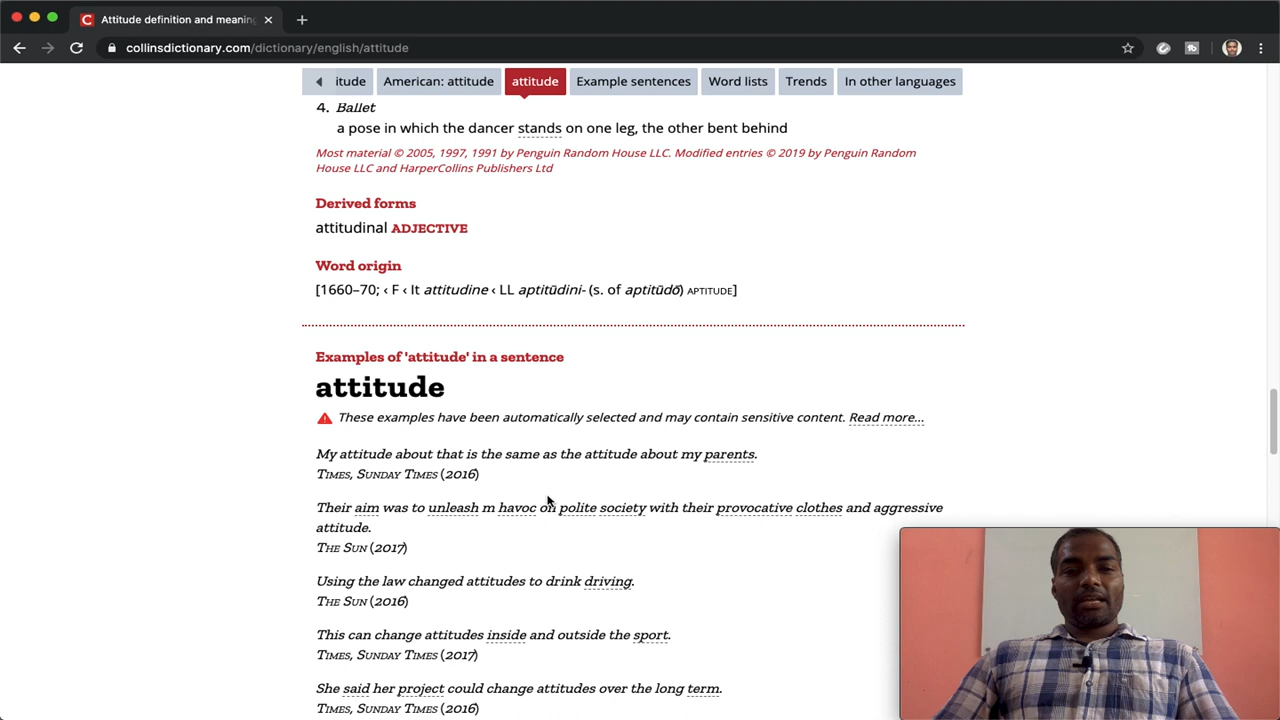 Attitude definition and meaning
collinsdictionary.com/dictionary/english/attitude
itude
American: attitude
attitude
Example sentences
Word lists
Trends
In other languages
4. Ballet
a pose in which the dancer stands on one leg, the other bent behind
Most material © 2005, 1997, 1991 by Penguin Random House LLC. Modified entries © 2019 by Penguin Random
House LLC and HarperCollins Publishers Ltd
Derived forms
attitudinal ADJECTIVE
Word origin
[1660–70; ‹ F ‹ It attitudine ‹ LL aptitūdini- (s. of aptitūdō) APTITUDE]
Examples of 'attitude' in a sentence
attitude
These examples have been automatically selected and may contain sensitive content. Read more...
My attitude about that is the same as the attitude about my parents.
Times, Sunday Times (2016)
Their aim was to unleash m havoc on polite society with their provocative clothes and aggressive
attitude.
The Sun (2017)
Using the law changed attitudes to drink driving.
The Sun (2016)
This can change attitudes inside and outside the sport.
Times, Sunday Times (2017)
She said her project could change attitudes over the long term.
Times, Sunday Times (2016)